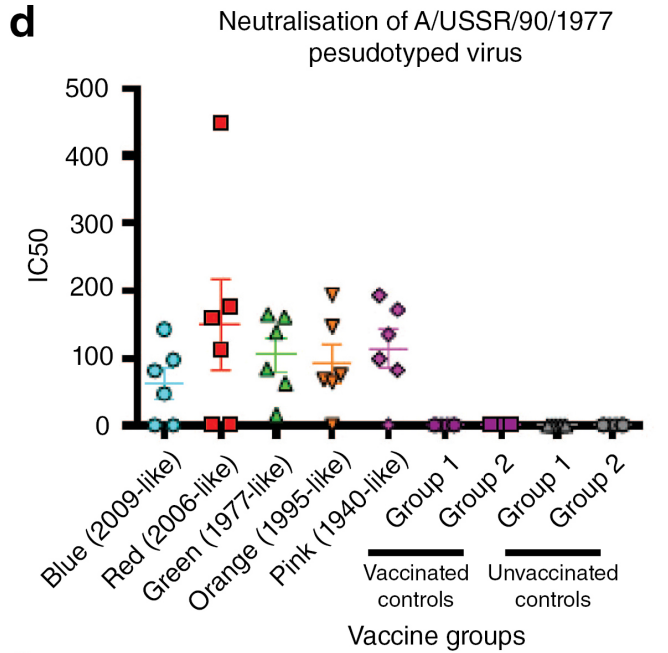 d
Neutralisation of A/USSR/90/1977
pesudotyped virus
500
400
300
200
100
0
IC50
Blue (2009-like)
Red (2006-like)
Green (1977-like)
Orange (1995-like)
Pink (1940-like)
Group 1
Group 2
Group 1
Group 2
Vaccinated
controls
Unvaccinated
controls
Vaccine groups